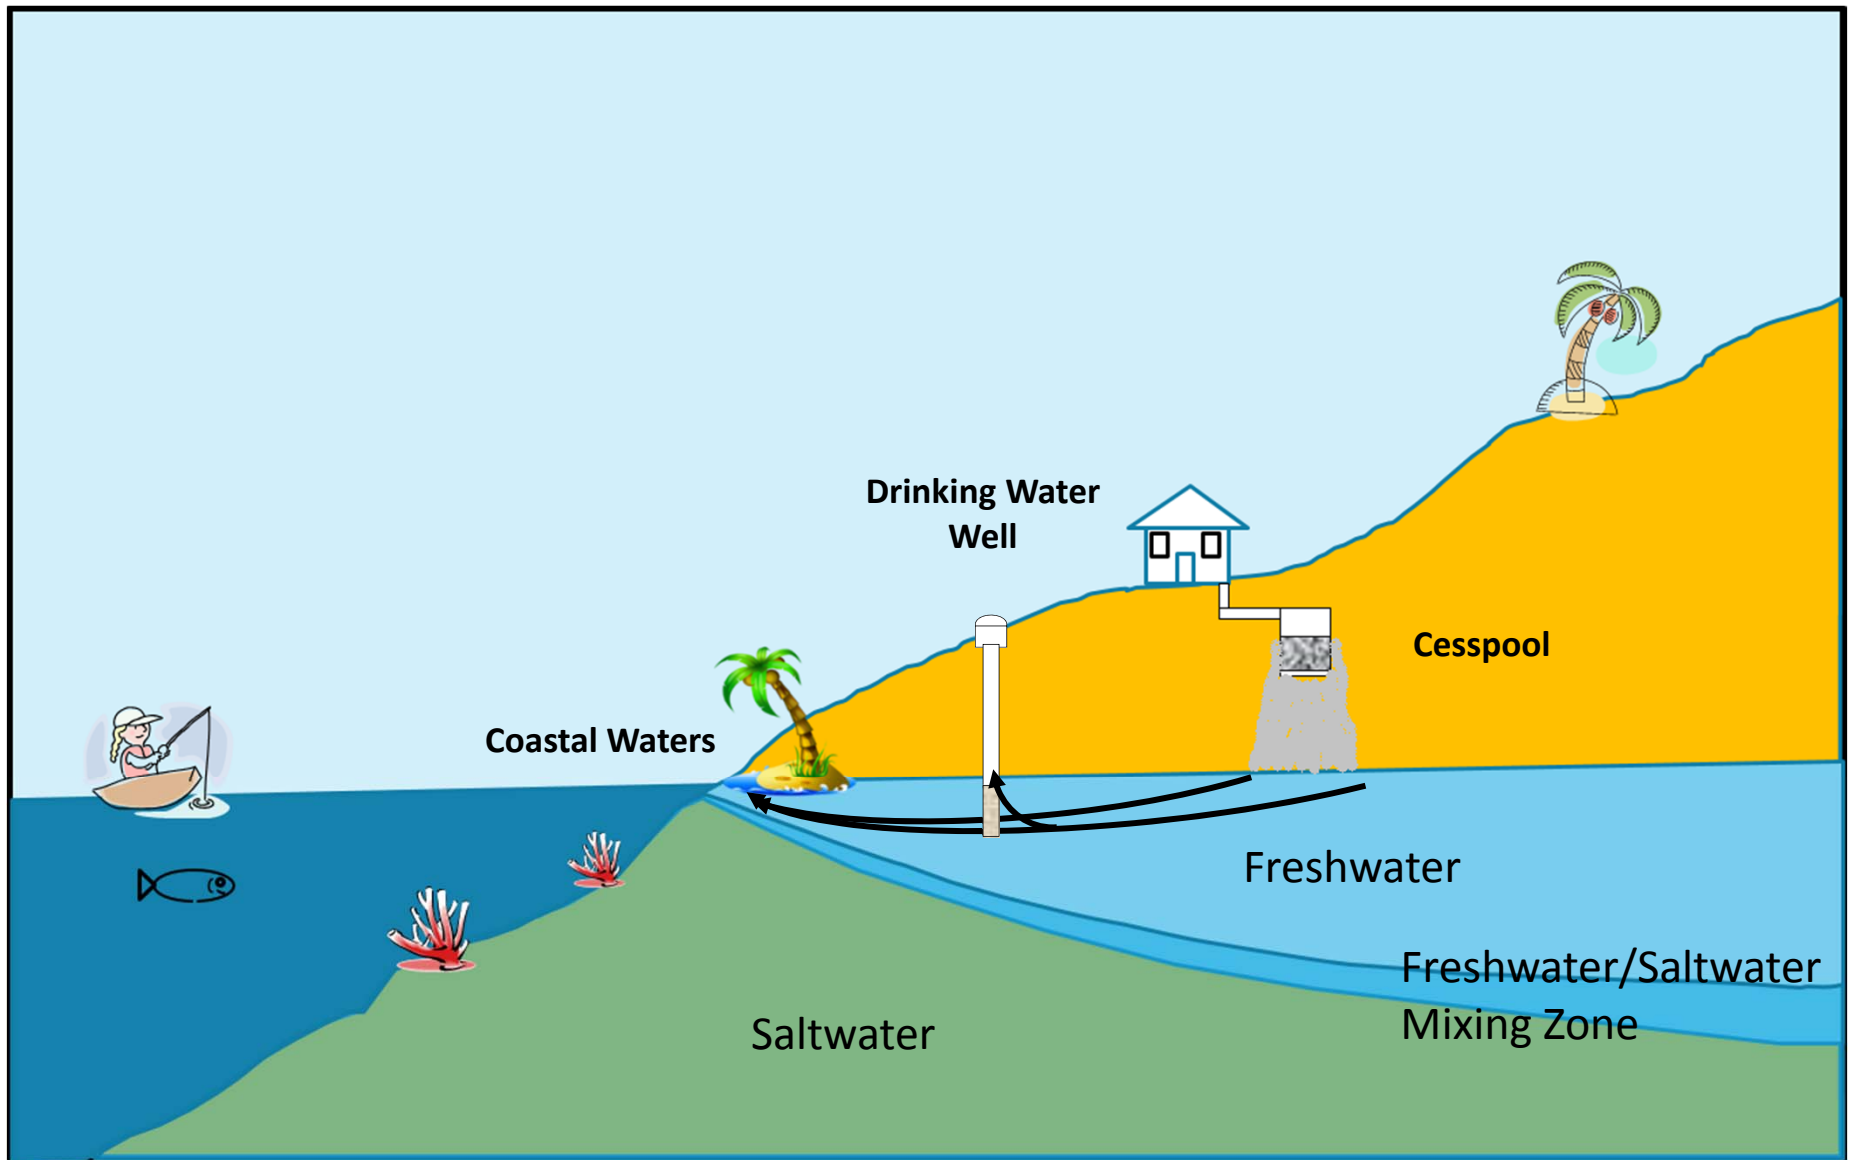 Drinking Water
Well
Cesspool
Coastal Waters
Freshwater
Freshwater/Saltwater
Mixing Zone
Saltwater